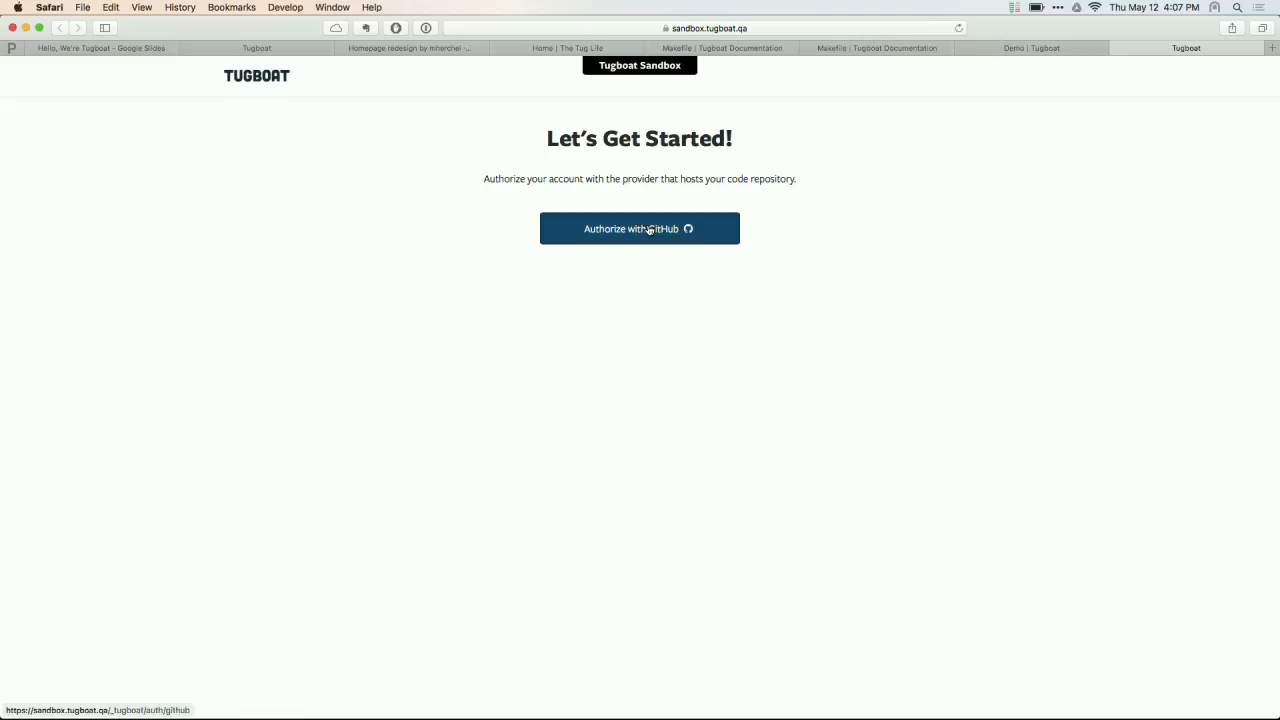 Safari File Edit View History Bookmarks Develop Window Help Thu May 12 4:07 PM
sandbox.tugboat.qa
P Hello, We're Tugboat - Google Slides Tugboat Homepage redesign by mherchel -... Home | The Tug Life Makefile | Tugboat Documentation Makefile | Tugboat Documentation Demo | Tugboat Tugboat
TUGBOAT
Tugboat Sandbox
Let's Get Started!
Authorize your account with the provider that hosts your code repository.
Authorize with GitHub
https://sandbox.tugboat.qa/_tugboat/auth/github